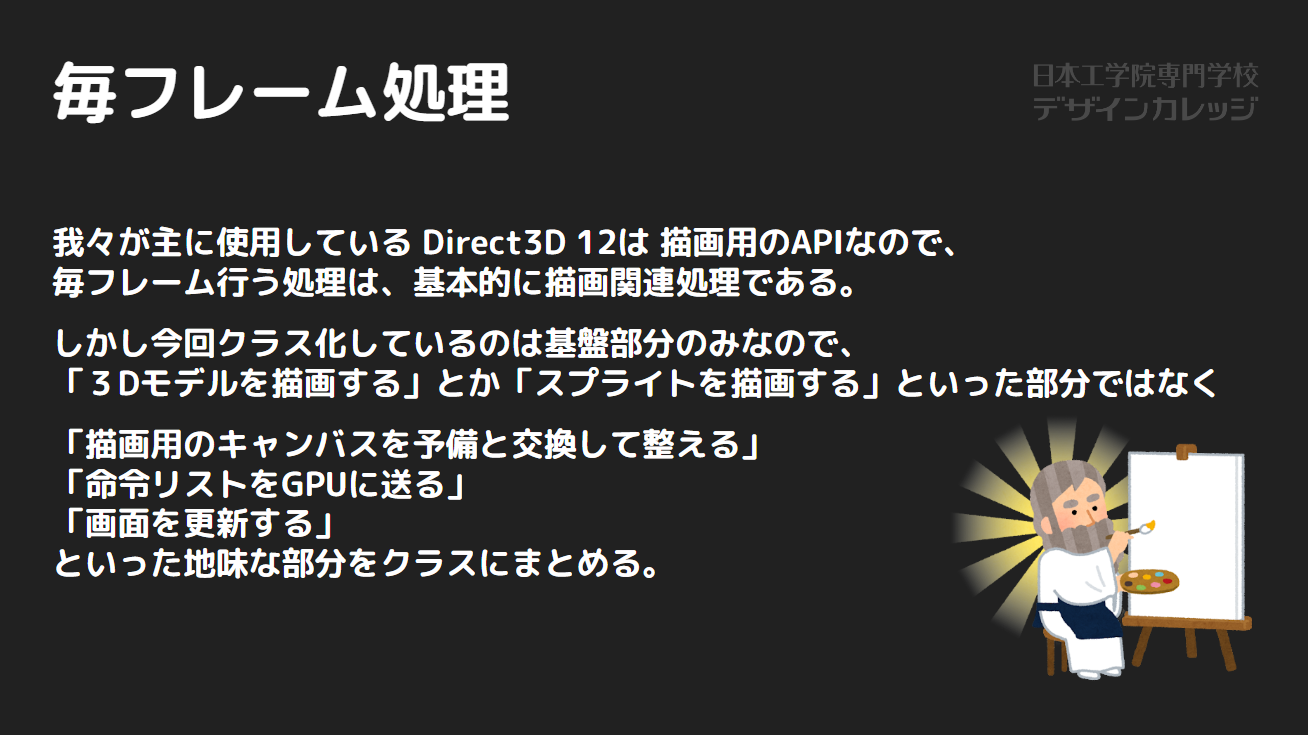 毎フレーム処理
日本工学院専門学校
デザインカレッジ
我々が主に使用している Direct3D 12は 描画用のAPIなので、
毎フレーム行う処理は、基本的に描画関連処理である。
しかし今回クラス化しているのは基盤部分のみなので、
「３Dモデルを描画する」とか「スプライトを描画する」といった部分ではなく
「描画用のキャンバスを予備と交換して整える」
「命令リストをGPUに送る」
「画面を更新する」
といった地味な部分をクラスにまとめる。